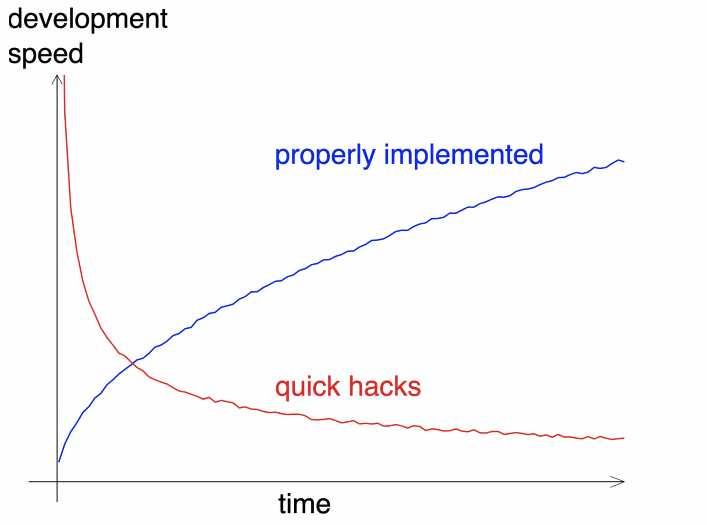 development
speed
properly implemented
quick hacks
time